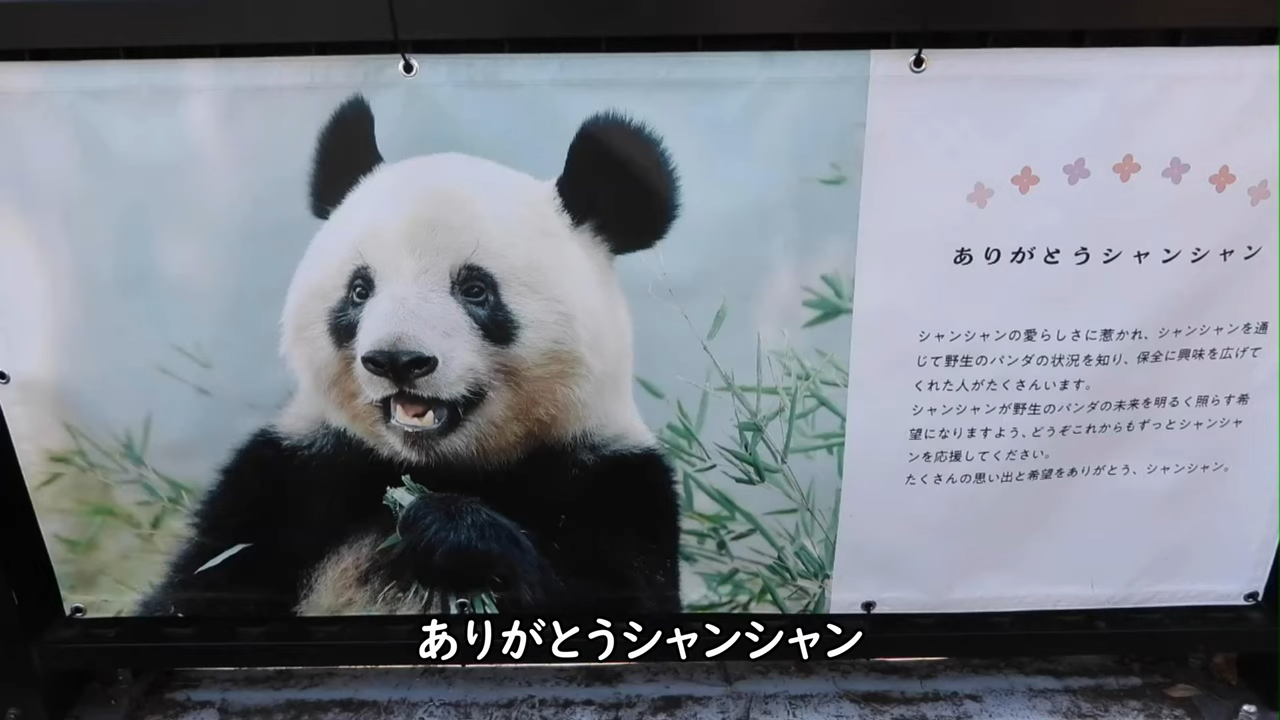 ありがとうシャンシャン
シャンシャンの愛らしさに惹かれ、シャンシャンを通
じて野生のパンダの状況を知り、保全に興味を広げて
くれた人がたくさんいます。
シャンシャンが野生のパンダの未来を明るく照らす希
望になりますよう、どうぞこれからもずっとシャンシャ
ンを応援してください。
たくさんの思い出と希望をありがとう、シャンシャン。
ありがとうシャンシャン